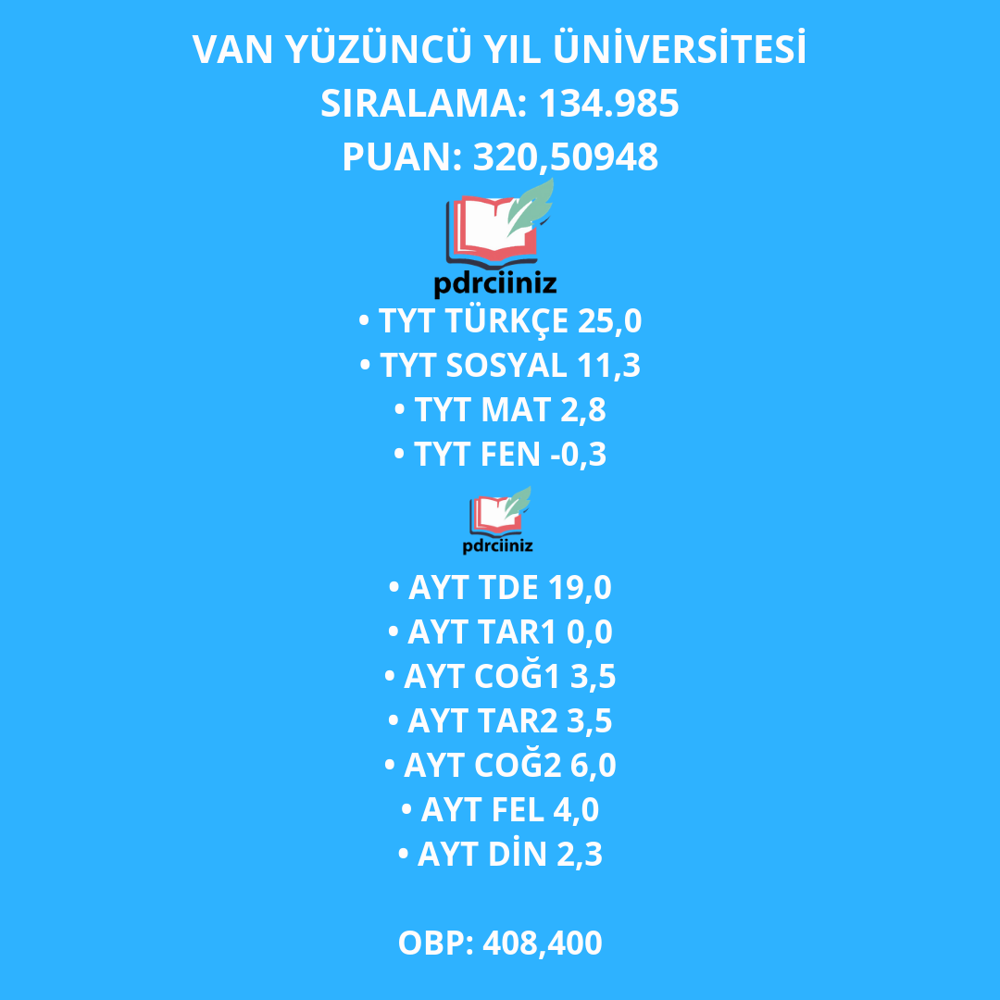 VAN YÜZÜNCÜ YIL ÜNİVERSİTESİ
SIRALAMA: 134.985
PUAN: 320,50948
pdrciiniz
• TYT TÜRKÇE 25,0
• TYT SOSYAL 11,3
• TYT MAT 2,8
• TYT FEN -0,3
pdrciiniz
• AYT TDE 19,0
• AYT TAR1 0,0
• AYT COĞ1 3,5
• AYT TAR2 3,5
• AYT COĞ2 6,0
• AYT FEL 4,0
• AYT DİN 2,3
OBP: 408,400